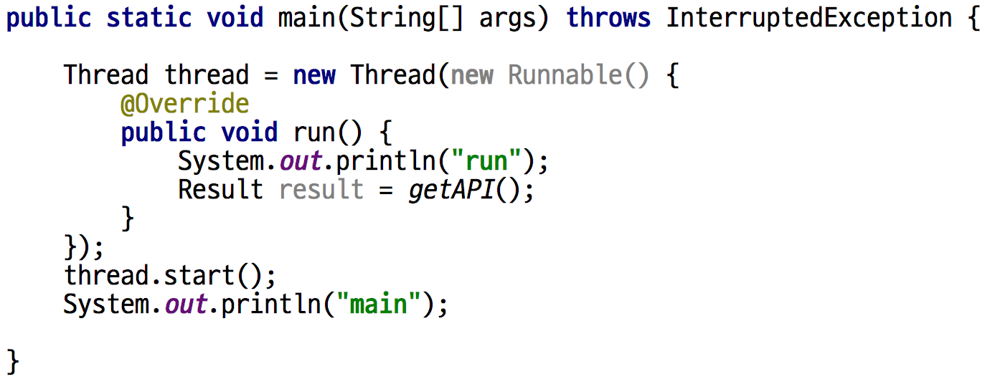 public static void main(String[] args) throws InterruptedException {
Thread thread = new Thread(new Runnable() {
@Override
public void run() {
System.out.println("run");
Result result = getAPI();
}
});
thread.start();
System.out.println("main");
}